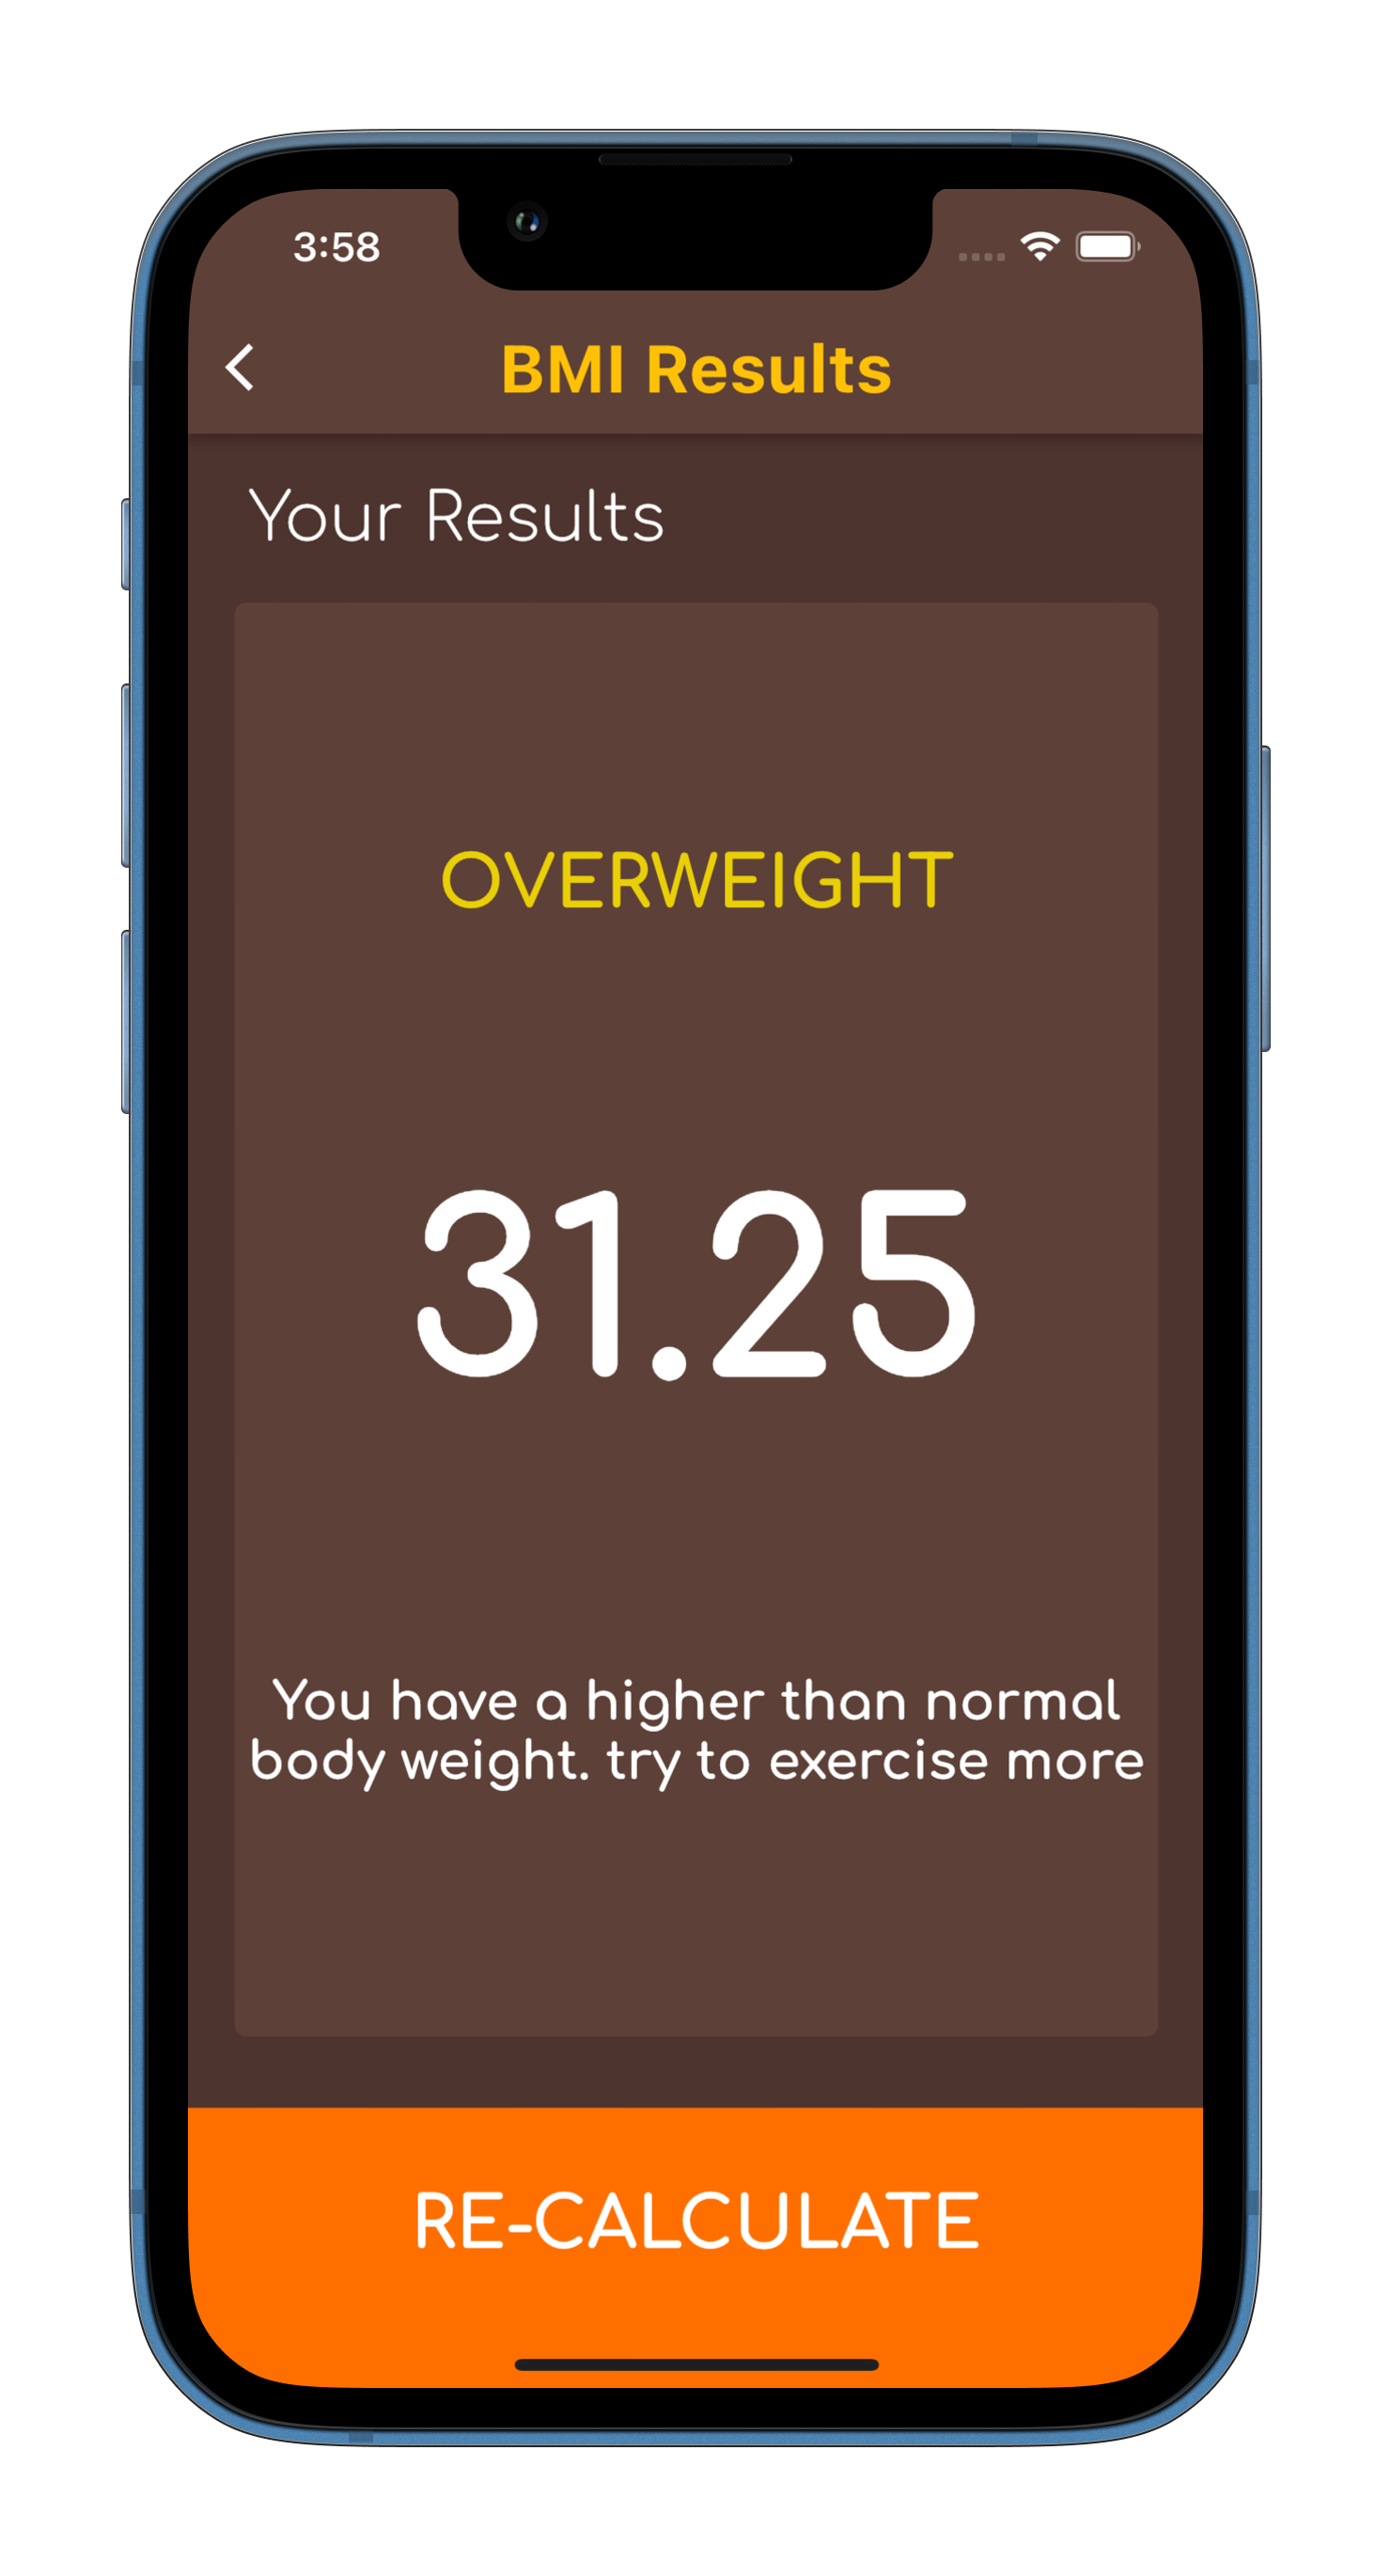 3:58
BMI Results
Your Results
OVERWEIGHT
31.25
You have a higher than normal
body weight. try to exercise more
RE-CALCULATE